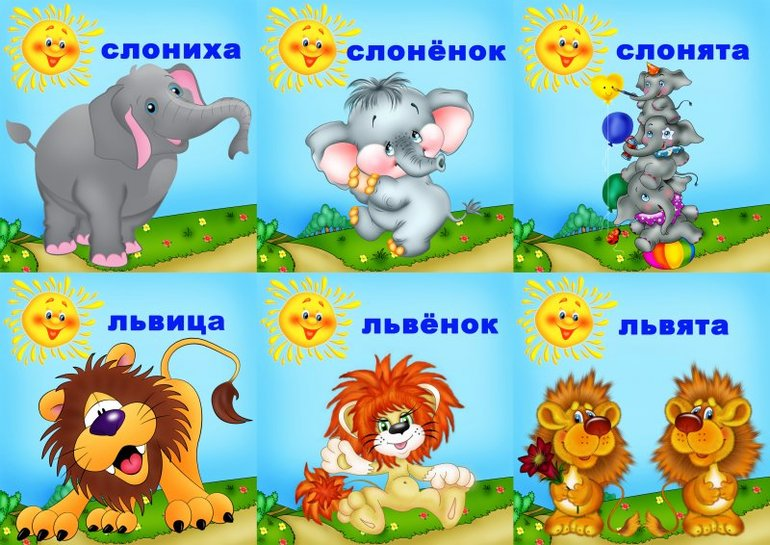 слониха
слонёнок
слонята
львица
львёнок
львята